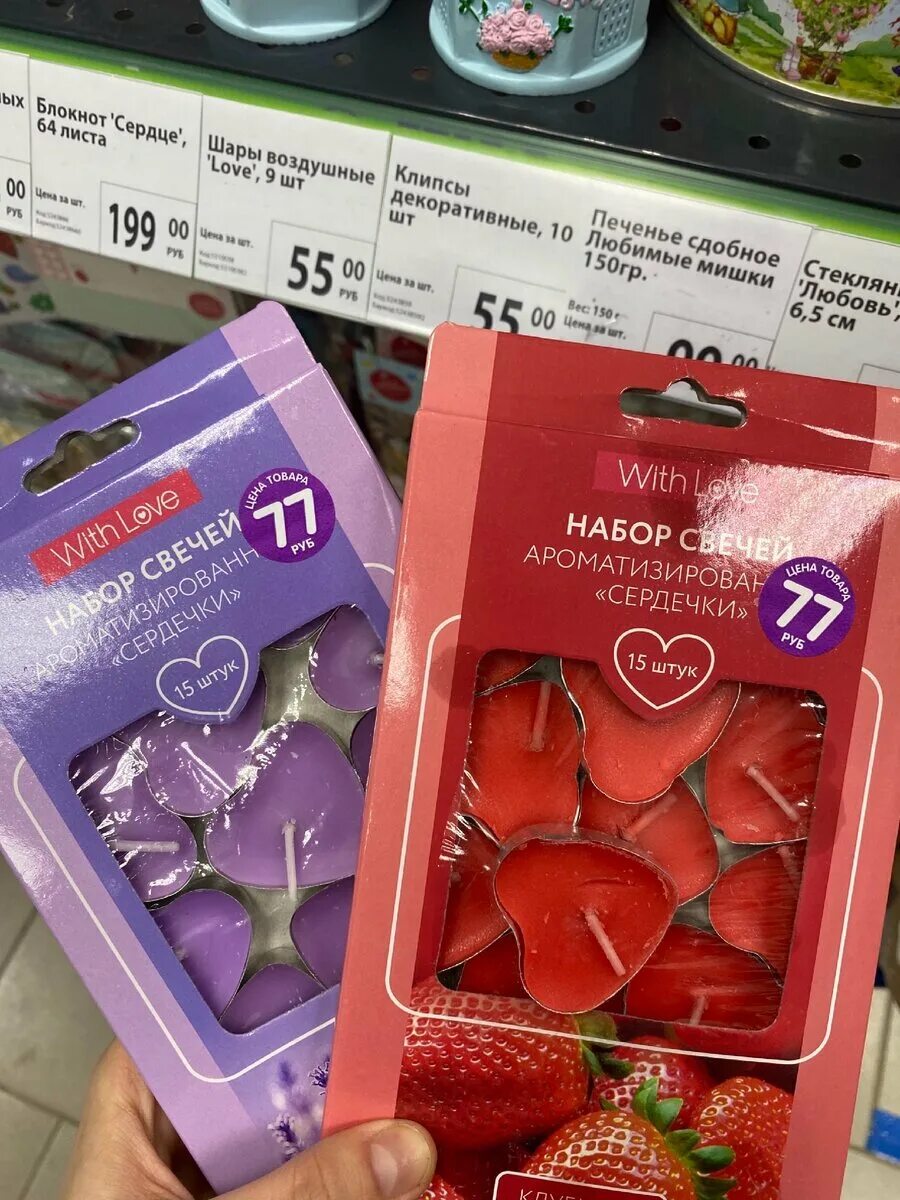 ых
00
РУБ
Блокнот 'Сердце',
64 листа
Цена за шт.
199 00
РУБ
Шары воздушные
'Love', 9 шт
Цена за шт.
55 00
РУБ
Клипсы
декоративные, 10
шт
Цена за шт.
55 00
Печенье сдобное
Любимые мишки
150гр.
Вес: 150 г
Цена за шт.
Стеклян
'Любовь',
6,5 см
With Love
НАБОР СВЕЧЕЙ
АРОМАТИЗИРОВАНН
«СЕРДЕЧКИ»
15 штук
ЦЕНА ТОВАРА
77
РУБ
With Love
НАБОР СВЕЧЕЙ
АРОМАТИЗИРОВАН
«СЕРДЕЧКИ»
15 штук
ЦЕНА ТОВАРА
77
РУБ